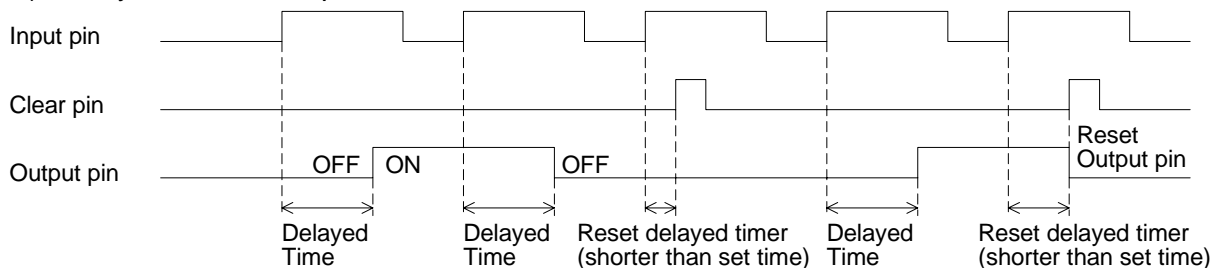 Input pin
Clear pin
Output pin
OFF
ON
OFF
Reset
Output pin
Delayed
Time
Delayed
Time
Reset delayed timer
(shorter than set time)
Delayed
Time
Reset delayed timer
(shorter than set time)